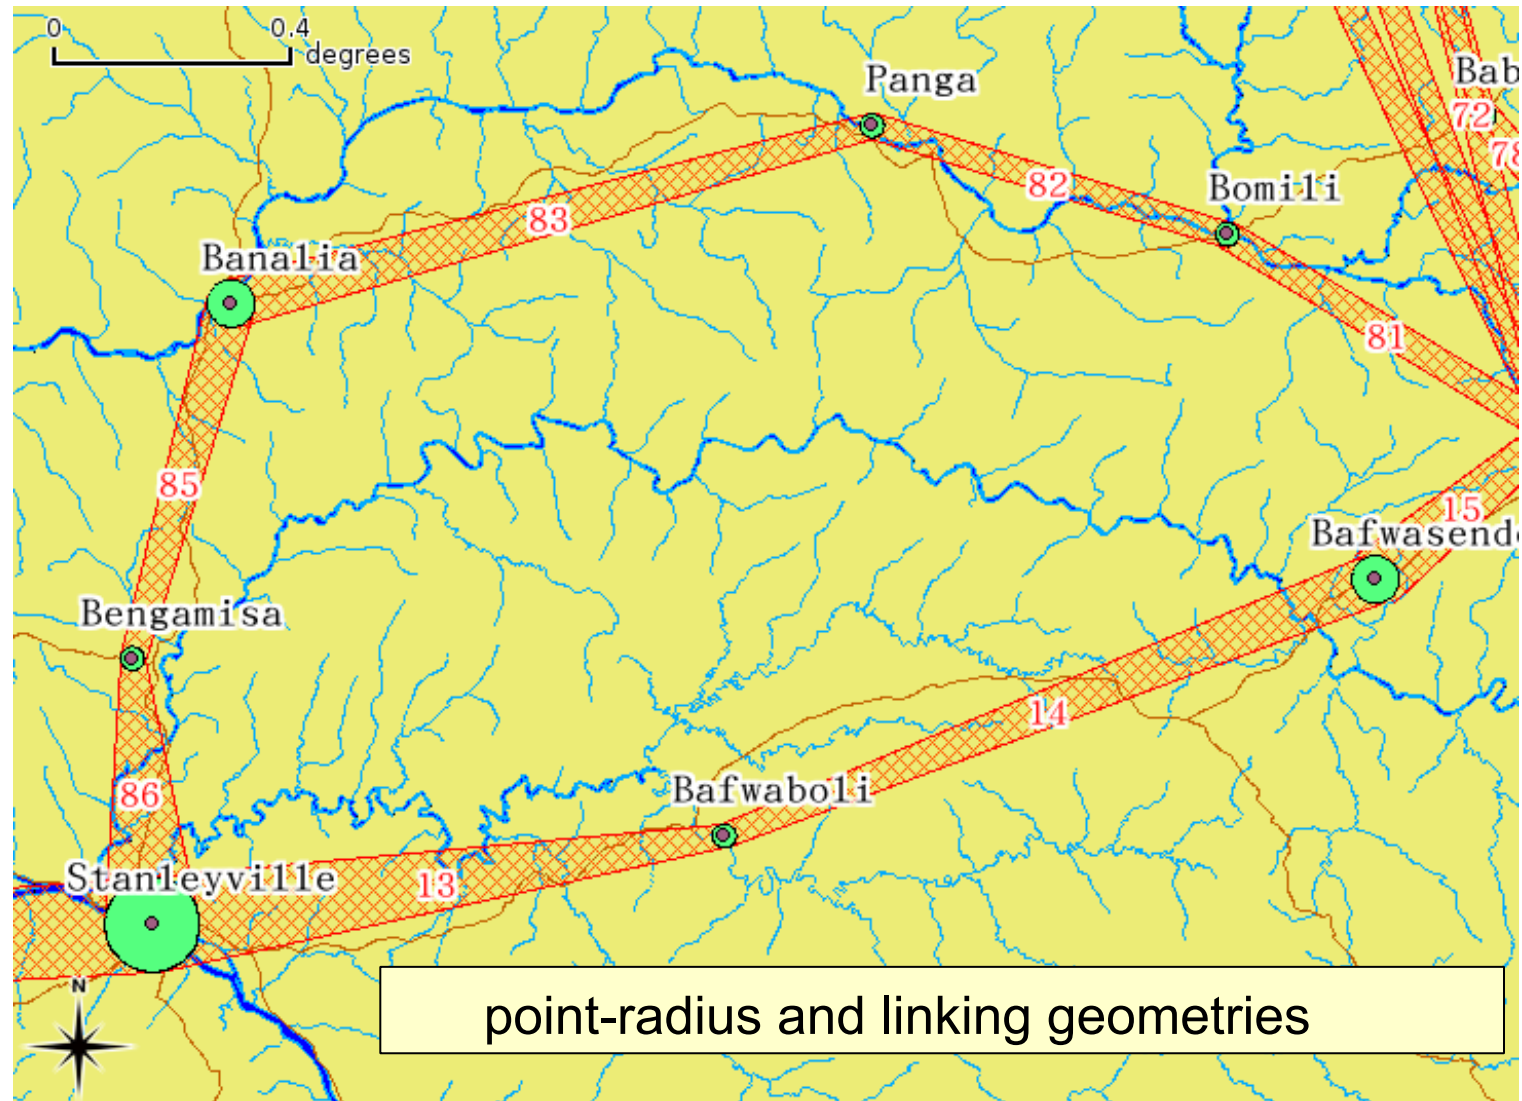 0 0.4
degrees
Panga
Bab
72
78
82
Bomili
83
Banalia
81
85
15
Bafwasende
Bengamisa
14
86
Bafwaboli
Stanleyville
13
N
point-radius and linking geometries